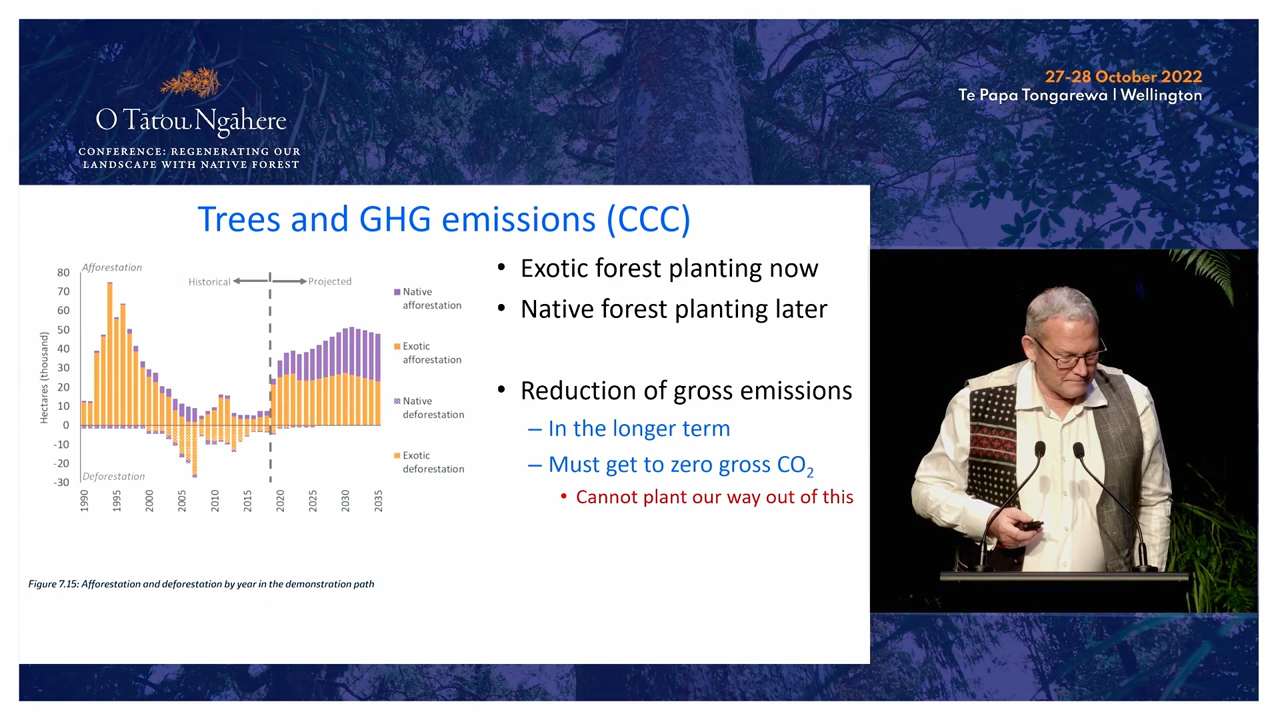 O Tātou Ngāhere
CONFERENCE: REGENERATING OUR
LANDSCAPE WITH NATIVE FOREST
27-28 October 2022
Te Papa Tongarewa | Wellington
Trees and GHG emissions (CCC)
Afforestation
Historical
Projected
Hectares (thousand)
80
70
60
50
40
30
20
10
0
-10
-20
-30
Deforestation
1990
1995
2000
2005
2010
2015
2020
2025
2030
2035
Native
afforestation
Exotic
afforestation
Native
deforestation
Exotic
deforestation
Figure 7.15: Afforestation and deforestation by year in the demonstration path
• Exotic forest planting now
• Native forest planting later
• Reduction of gross emissions
– In the longer term
– Must get to zero gross CO₂
• Cannot plant our way out of this